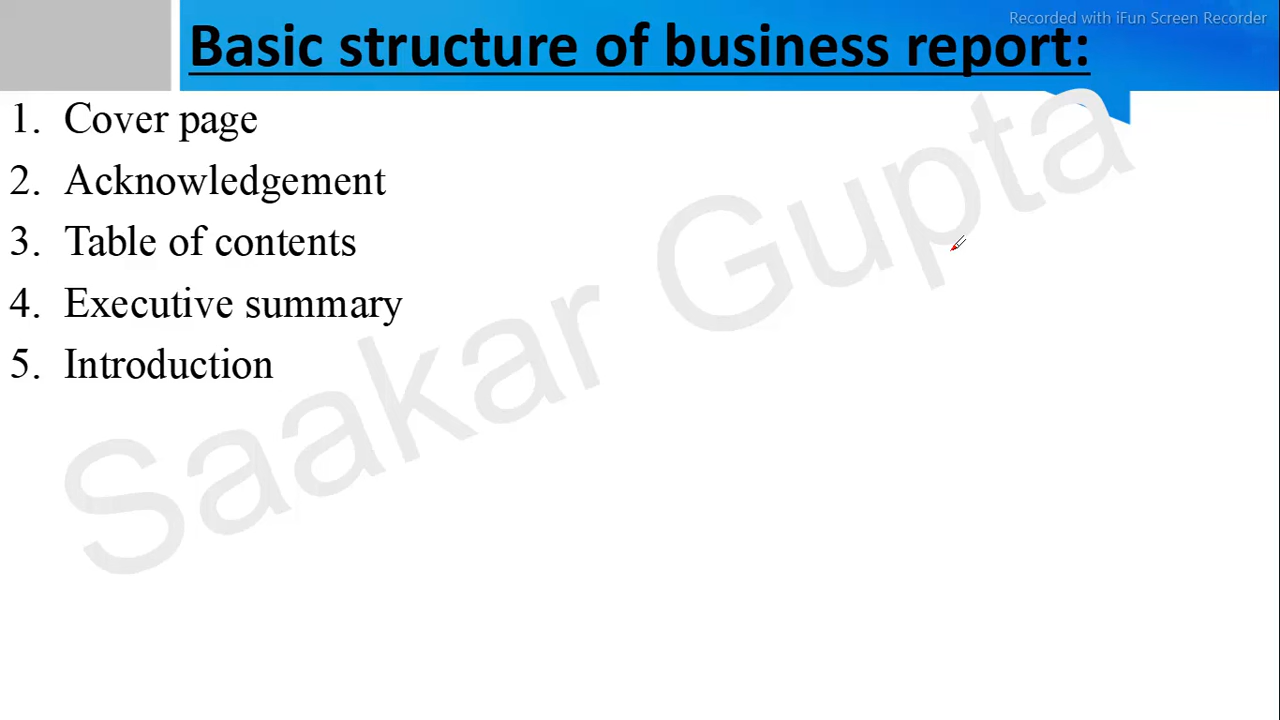 Recorded with iFun Screen Recorder
Basic structure of business report:
1. Cover page
2. Acknowledgement
3. Table of contents
4. Executive summary
5. Introduction
Saakar Gupta